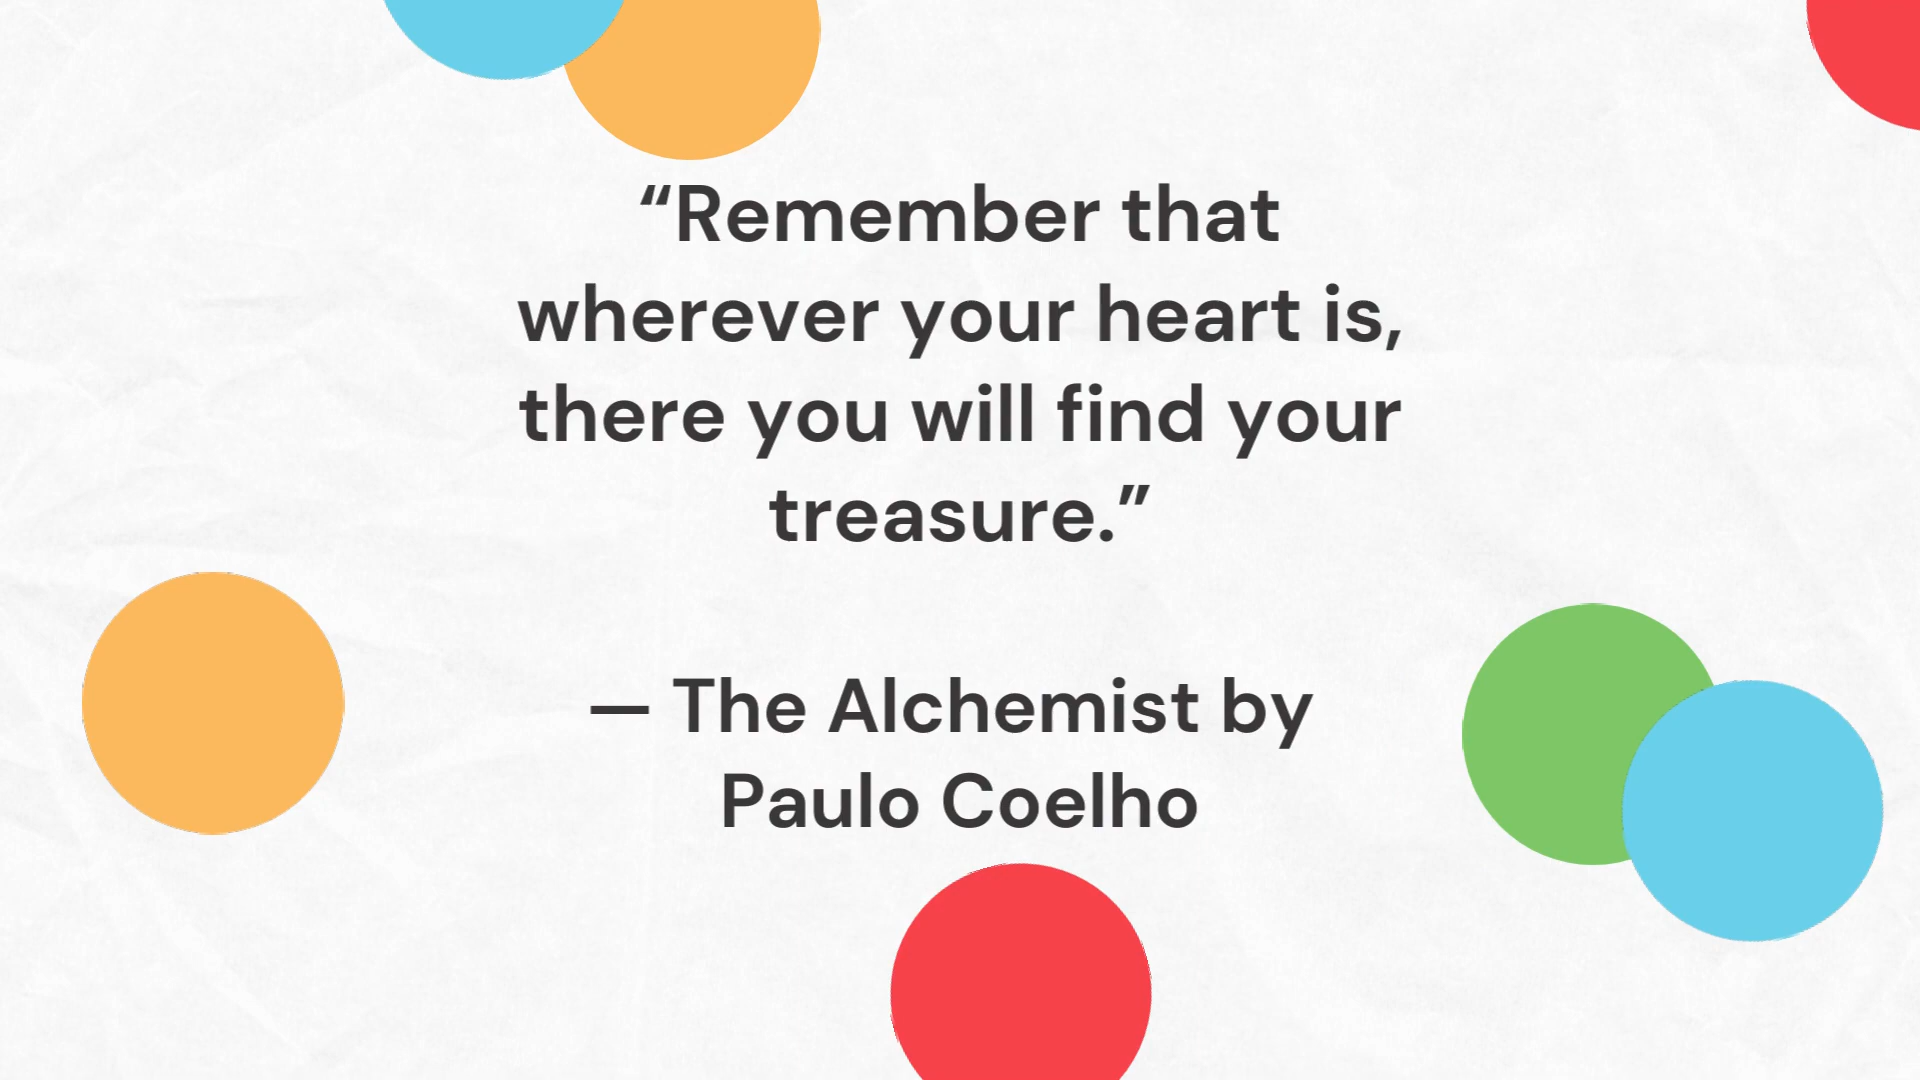 “Remember that
wherever your heart is,
there you will find your
treasure.”
— The Alchemist by
Paulo Coelho